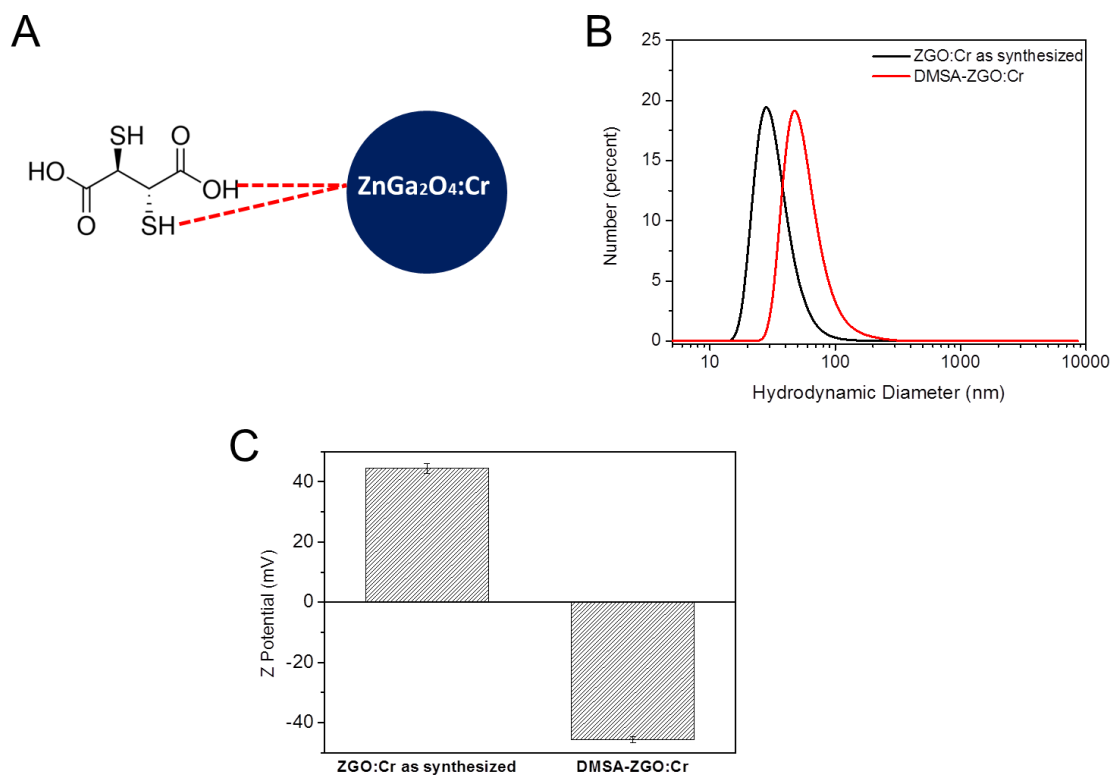 A
SH
O
HO
OH
O
SH
ZnGa₂O₄:Cr
B
ZGO:Cr as synthesized
DMSA-ZGO:Cr
25
20
15
10
5
0
Number (percent)
10 100 1000 10000
Hydrodynamic Diameter (nm)
C
40
20
0
-20
-40
Z Potential (mV)
ZGO:Cr as synthesized DMSA-ZGO:Cr